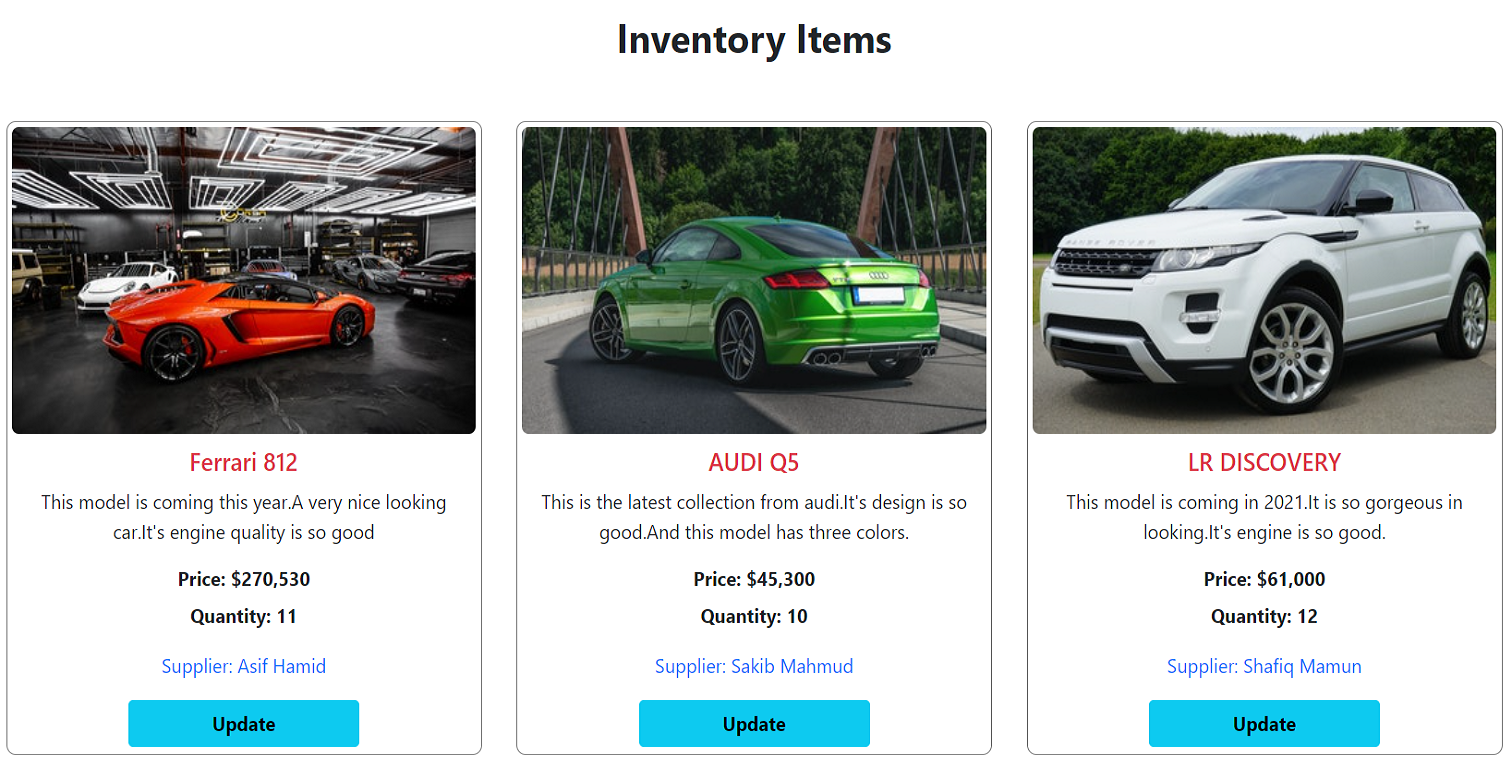 Inventory Items
Ferrari 812
This model is coming this year.A very nice looking
car.It's engine quality is so good
Price: $270,530
Quantity: 11
Supplier: Asif Hamid
Update
AUDI Q5
This is the latest collection from audi.It's design is so
good.And this model has three colors.
Price: $45,300
Quantity: 10
Supplier: Sakib Mahmud
Update
RANGE ROVER
LR DISCOVERY
This model is coming in 2021.It is so gorgeous in
looking.It's engine is so good.
Price: $61,000
Quantity: 12
Supplier: Shafiq Mamun
Update